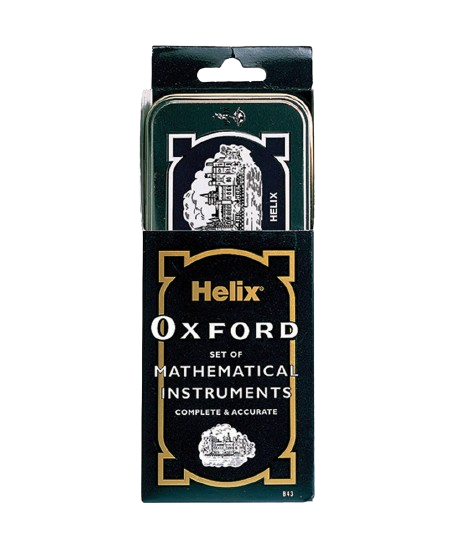 HELIX
Helix®
OXFORD
SET OF
MATHEMATICAL
INSTRUMENTS
COMPLETE & ACCURATE
B43